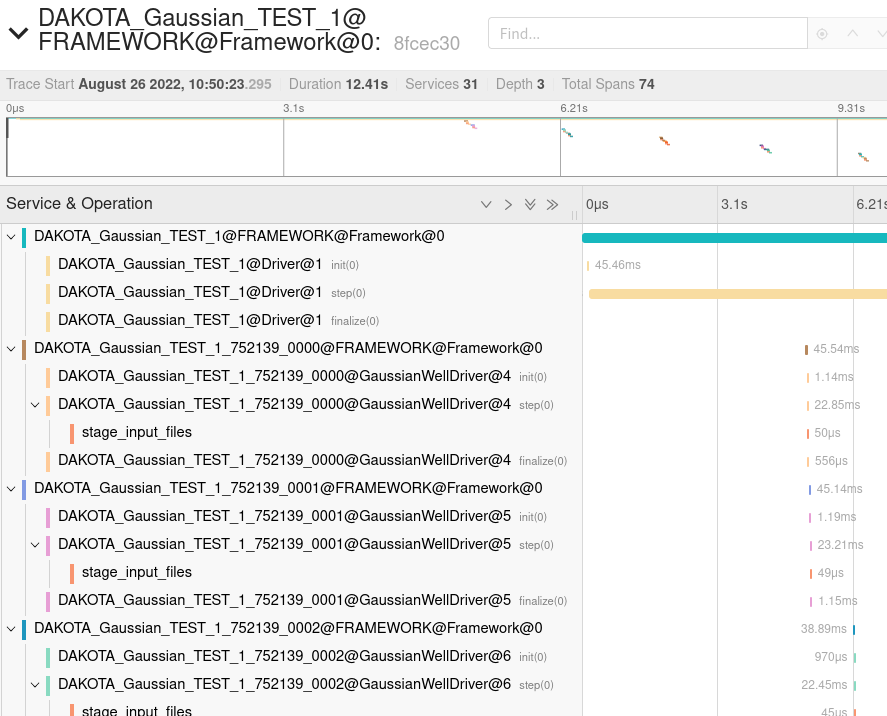 DAKOTA_Gaussian_TEST_1@
FRAMEWORK@Framework@0: 8fcec30
Find...
Trace Start August 26 2022, 10:50:23.295 Duration 12.41s Services 31 Depth 3 Total Spans 74
0μs 3.1s 6.21s 9.31s
Service & Operation 0μs 3.1s 6.21s
DAKOTA_Gaussian_TEST_1@FRAMEWORK@Framework@0
DAKOTA_Gaussian_TEST_1@Driver@1 init(0) 45.46ms
DAKOTA_Gaussian_TEST_1@Driver@1 step(0)
DAKOTA_Gaussian_TEST_1@Driver@1 finalize(0)
DAKOTA_Gaussian_TEST_1_752139_0000@FRAMEWORK@Framework@0 45.54ms
DAKOTA_Gaussian_TEST_1_752139_0000@GaussianWellDriver@4 init(0) 1.14ms
DAKOTA_Gaussian_TEST_1_752139_0000@GaussianWellDriver@4 step(0) 22.85ms
stage_input_files 50μs
DAKOTA_Gaussian_TEST_1_752139_0000@GaussianWellDriver@4 finalize(0) 556μs
DAKOTA_Gaussian_TEST_1_752139_0001@FRAMEWORK@Framework@0 45.14ms
DAKOTA_Gaussian_TEST_1_752139_0001@GaussianWellDriver@5 init(0) 1.19ms
DAKOTA_Gaussian_TEST_1_752139_0001@GaussianWellDriver@5 step(0) 23.21ms
stage_input_files 49μs
DAKOTA_Gaussian_TEST_1_752139_0001@GaussianWellDriver@5 finalize(0) 1.15ms
DAKOTA_Gaussian_TEST_1_752139_0002@FRAMEWORK@Framework@0 38.89ms
DAKOTA_Gaussian_TEST_1_752139_0002@GaussianWellDriver@6 init(0) 970μs
DAKOTA_Gaussian_TEST_1_752139_0002@GaussianWellDriver@6 step(0) 22.45ms
stage_input_files 45μs